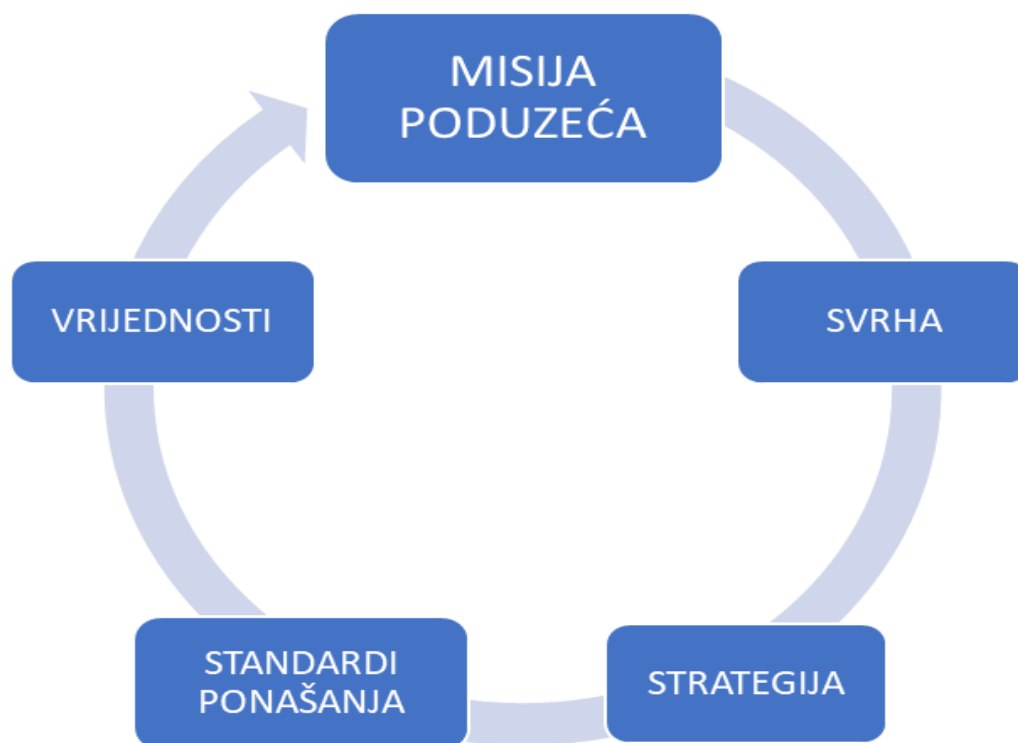 MISIJA
PODUZEĆA
SVRHA
STRATEGIJA
STANDARDI
PONAŠANJA
VRIJEDNOSTI